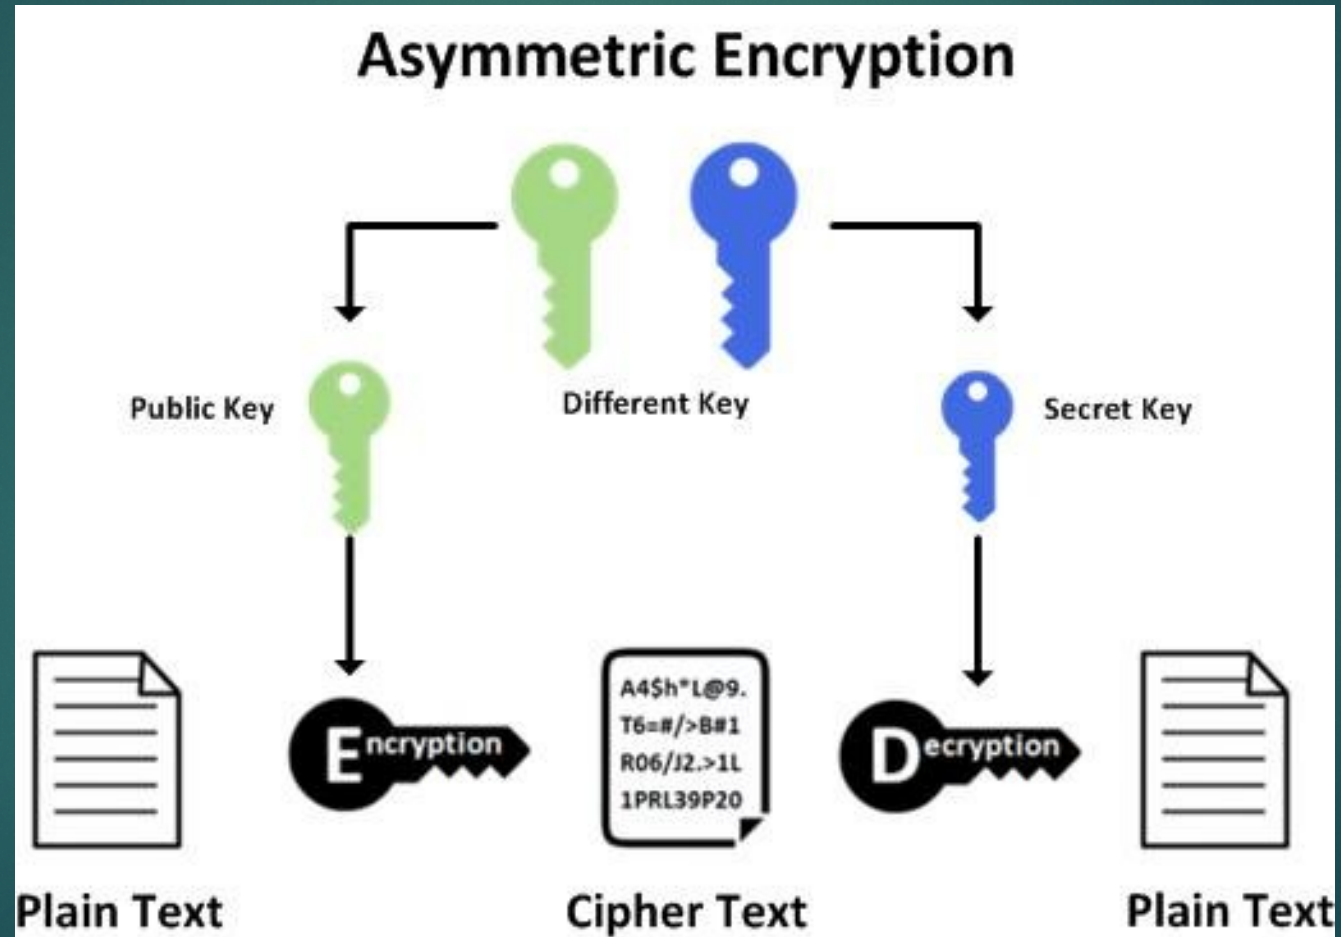 Asymmetric Encryption
Public Key
Different Key
Secret Key
Encryption
A4$h*L@9.
T6=#/>B#1
R06/J2.>1L
1PRL39P20
Decryption
Plain Text
Cipher Text
Plain Text